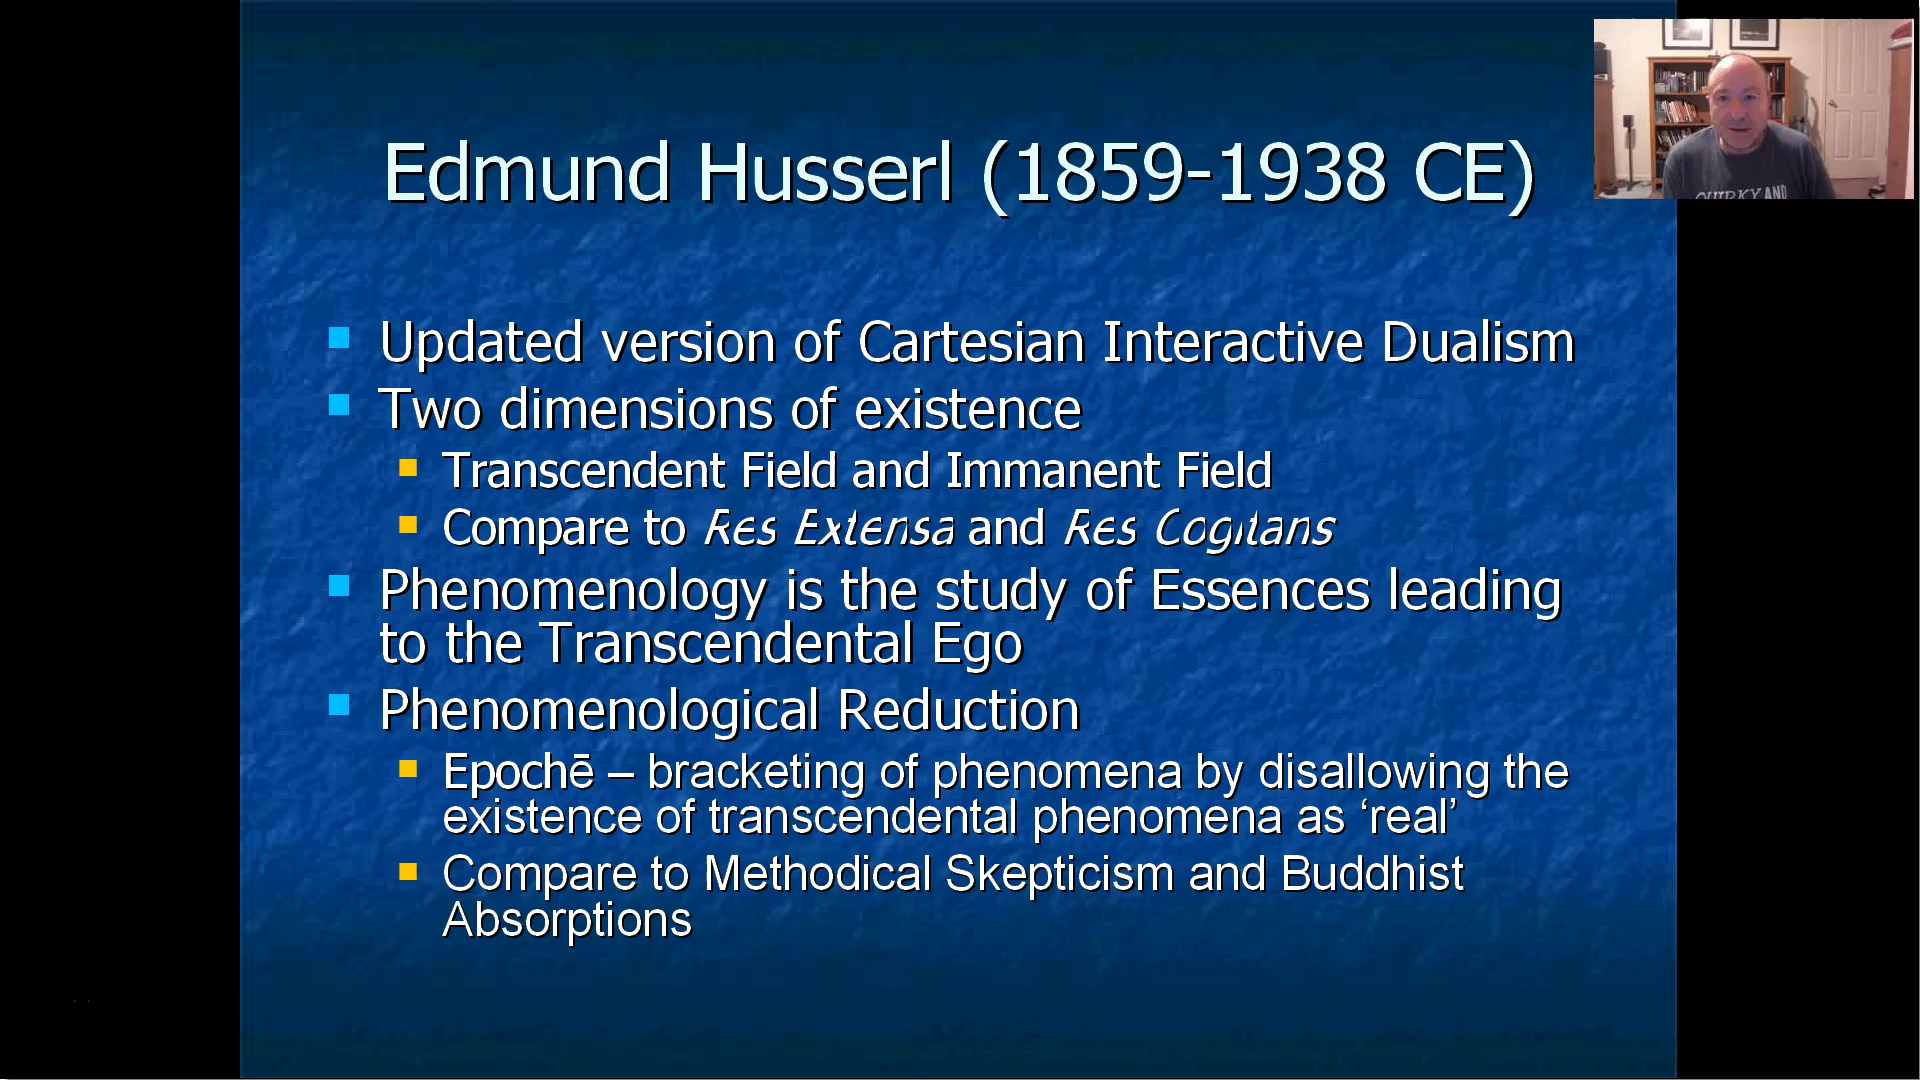 Edmund Husserl (1859-1938 CE)
QUIRKY AND
Updated version of Cartesian Interactive Dualism
Two dimensions of existence
Transcendent Field and Immanent Field
Compare to Res Extensa and Res Cogitans
Phenomenology is the study of Essences leading
to the Transcendental Ego
Phenomenological Reduction
Epochē – bracketing of phenomena by disallowing the
existence of transcendental phenomena as ‘real’
Compare to Methodical Skepticism and Buddhist
Absorptions